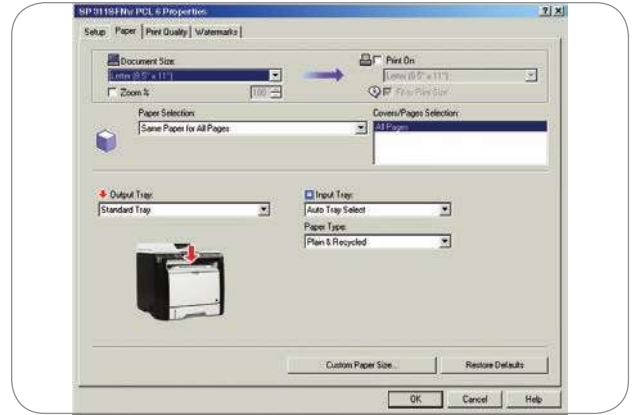 SP 311SFNw PCL 6 Properties
Setup
Paper
Print Quality
Watermarks
Document Size:
Letter (8.5" x 11")
Zoom %
100
Print On
Letter (8.5" x 11")
Fit to Print Size
Paper Selection:
Same Paper for All Pages
Covers/Pages Selection:
All Pages
Output Tray:
Standard Tray
Input Tray:
Auto Tray Select
Paper Type:
Plain & Recycled
Custom Paper Size...
Restore Defaults
OK
Cancel
Help